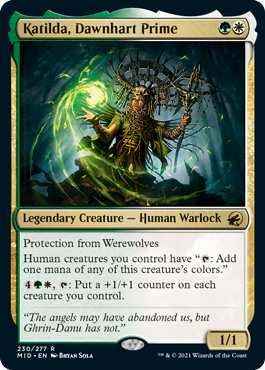 Katilda, Dawnhart Prime
Legendary Creature — Human Warlock
Protection from Werewolves
Human creatures you control have “: Add
one mana of any of this creature's colors.”
4, : Put a +1/+1 counter on each
creature you control.
“The angels may have abandoned us, but
Ghrin-Danu has not.”
1/1
230/277 R
MID • EN BRYAN SOLA
™ & © 2021 Wizards of the Coast